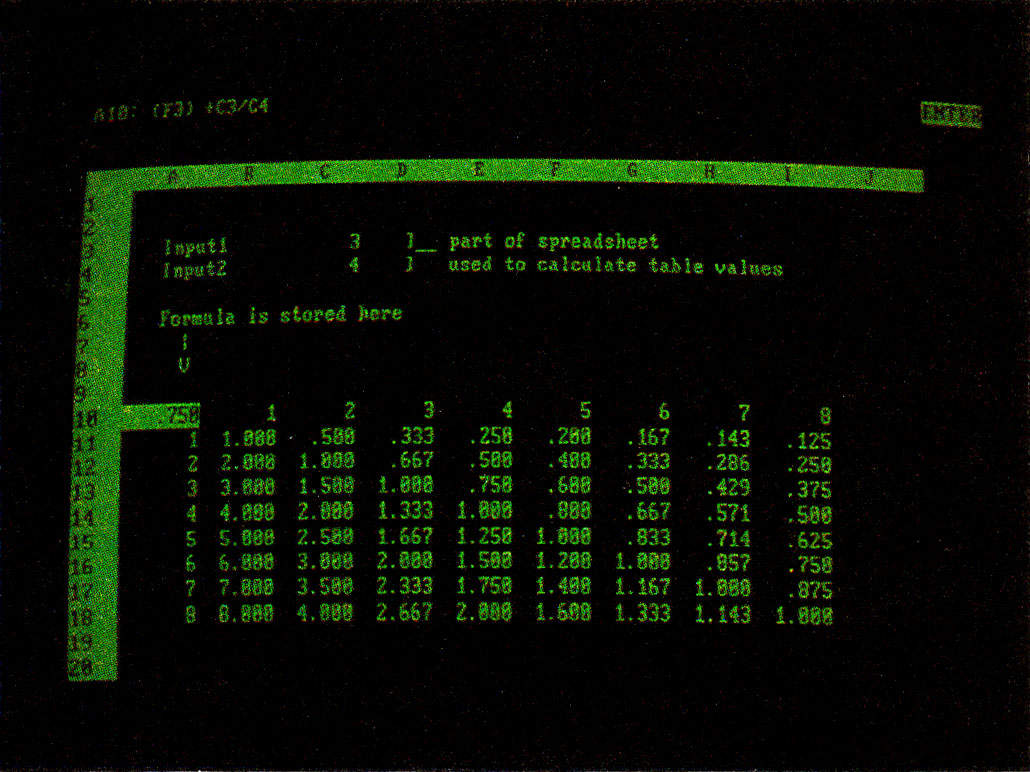 A10: (F3) +C3/C4
ENTER
A B C D E F G H I J
1
2
3 Input1 3 ]__ part of spreadsheet
4 Input2 4 ] used to calculate table values
5
6 Formula is stored here
7 |
8 V
9
10 .750 1 2 3 4 5 6 7 8
11 1 1.000 .500 .333 .250 .200 .167 .143 .125
12 2 2.000 1.000 .667 .500 .400 .333 .286 .250
13 3 3.000 1.500 1.000 .750 .600 .500 .429 .375
14 4 4.000 2.000 1.333 1.000 .800 .667 .571 .500
15 5 5.000 2.500 1.667 1.250 1.000 .833 .714 .625
16 6 6.000 3.000 2.000 1.500 1.200 1.000 .857 .750
17 7 7.000 3.500 2.333 1.750 1.400 1.167 1.000 .875
18 8 8.000 4.000 2.667 2.000 1.600 1.333 1.143 1.000
19
20